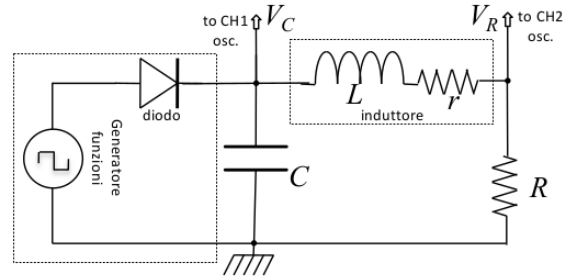 to CH1
osc.
V_C
V_R
to CH2
osc.
diodo
L
r
induttore
Generatore
funzioni
C
R